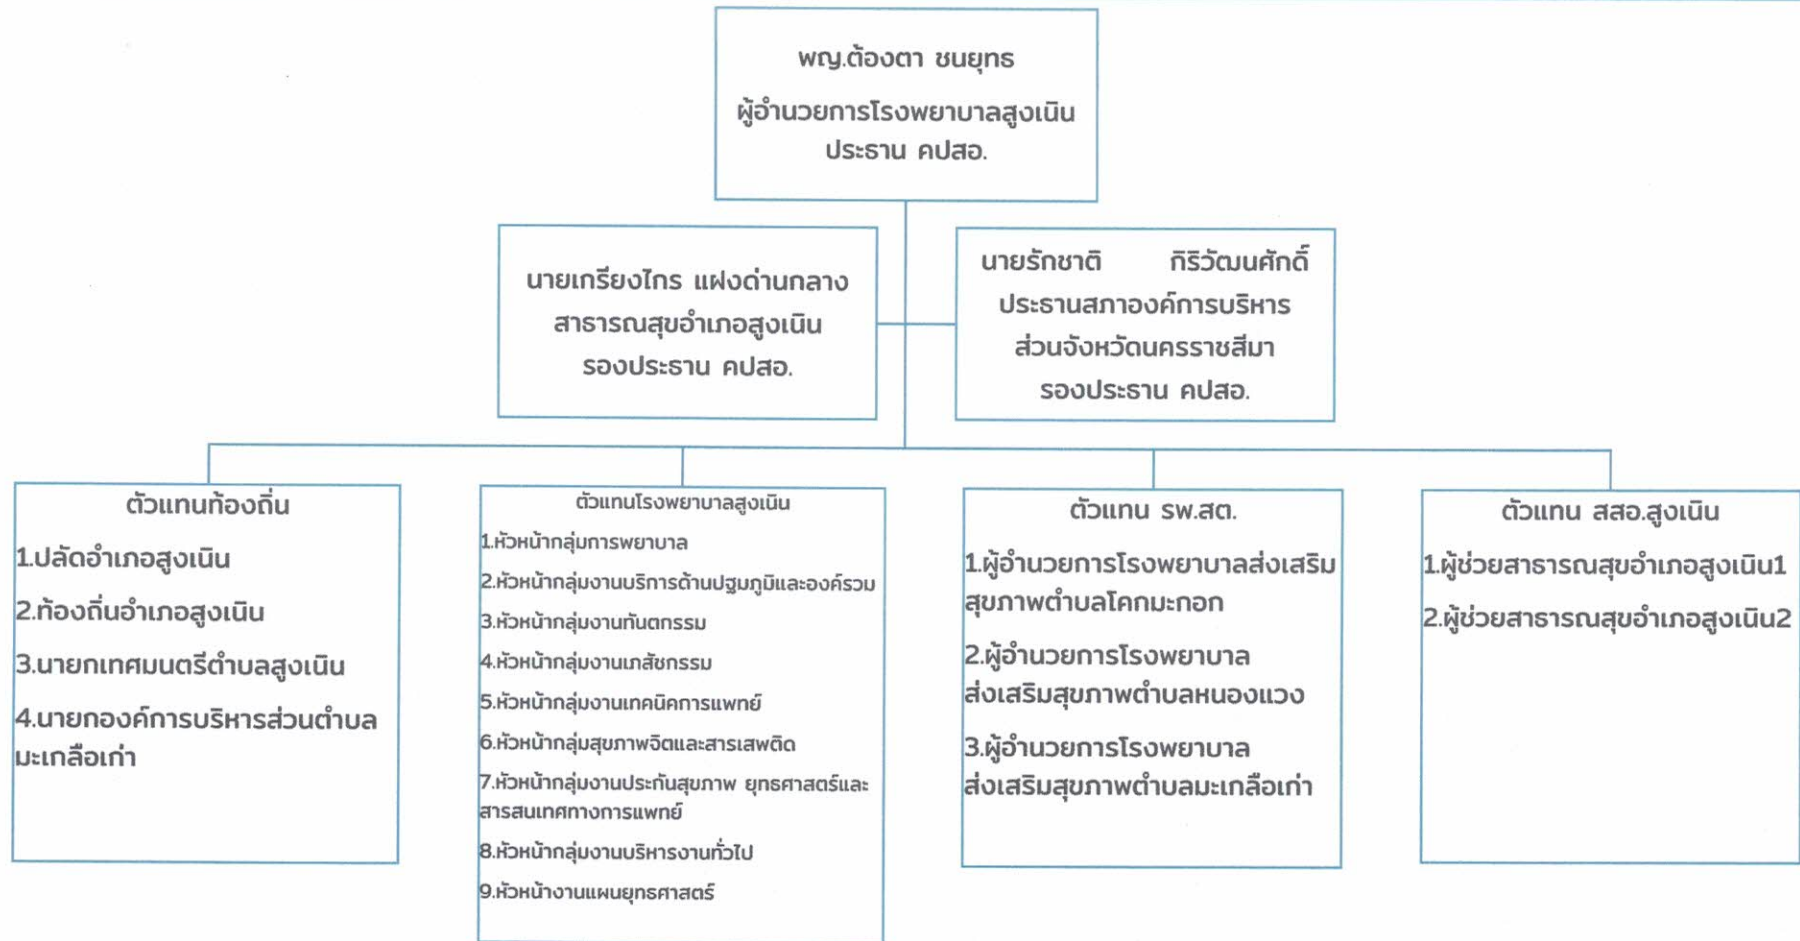 พญ.ต้องตา ชนยุทธ
ผู้อำนวยการโรงพยาบาลสูงเนิน
ประธาน คปสอ.
นายเกรียงไกร แฝงด่านกลาง
สาธารณสุขอำเภอสูงเนิน
รองประธาน คปสอ.
นายรักชาติ กิริวัฒนศักดิ์
ประธานสภาองค์การบริหาร
ส่วนจังหวัดนครราชสีมา
รองประธาน คปสอ.
ตัวแทนท้องถิ่น
1.ปลัดอำเภอสูงเนิน
2.ท้องถิ่นอำเภอสูงเนิน
3.นายกเทศมนตรีตำบลสูงเนิน
4.นายกองค์การบริหารส่วนตำบล
มะเกลือเก่า
ตัวแทนโรงพยาบาลสูงเนิน
1.หัวหน้ากลุ่มการพยาบาล
2.หัวหน้ากลุ่มงานบริการด้านปฐมภูมิและองค์รวม
3.หัวหน้ากลุ่มงานทันตกรรม
4.หัวหน้ากลุ่มงานเภสัชกรรม
5.หัวหน้ากลุ่มงานเทคนิคการแพทย์
6.หัวหน้ากลุ่มสุขภาพจิตและสารเสพติด
7.หัวหน้ากลุ่มงานประกันสุขภาพ ยุทธศาสตร์และ
สารสนเทศทางการแพทย์
8.หัวหน้ากลุ่มงานบริหารงานทั่วไป
9.หัวหน้างานแผนยุทธศาสตร์
ตัวแทน รพ.สต.
1.ผู้อำนวยการโรงพยาบาลส่งเสริม
สุขภาพตำบลโคกมะกอก
2.ผู้อำนวยการโรงพยาบาล
ส่งเสริมสุขภาพตำบลหนองแวง
3.ผู้อำนวยการโรงพยาบาล
ส่งเสริมสุขภาพตำบลมะเกลือเก่า
ตัวแทน สสอ.สูงเนิน
1.ผู้ช่วยสาธารณสุขอำเภอสูงเนิน1
2.ผู้ช่วยสาธารณสุขอำเภอสูงเนิน2